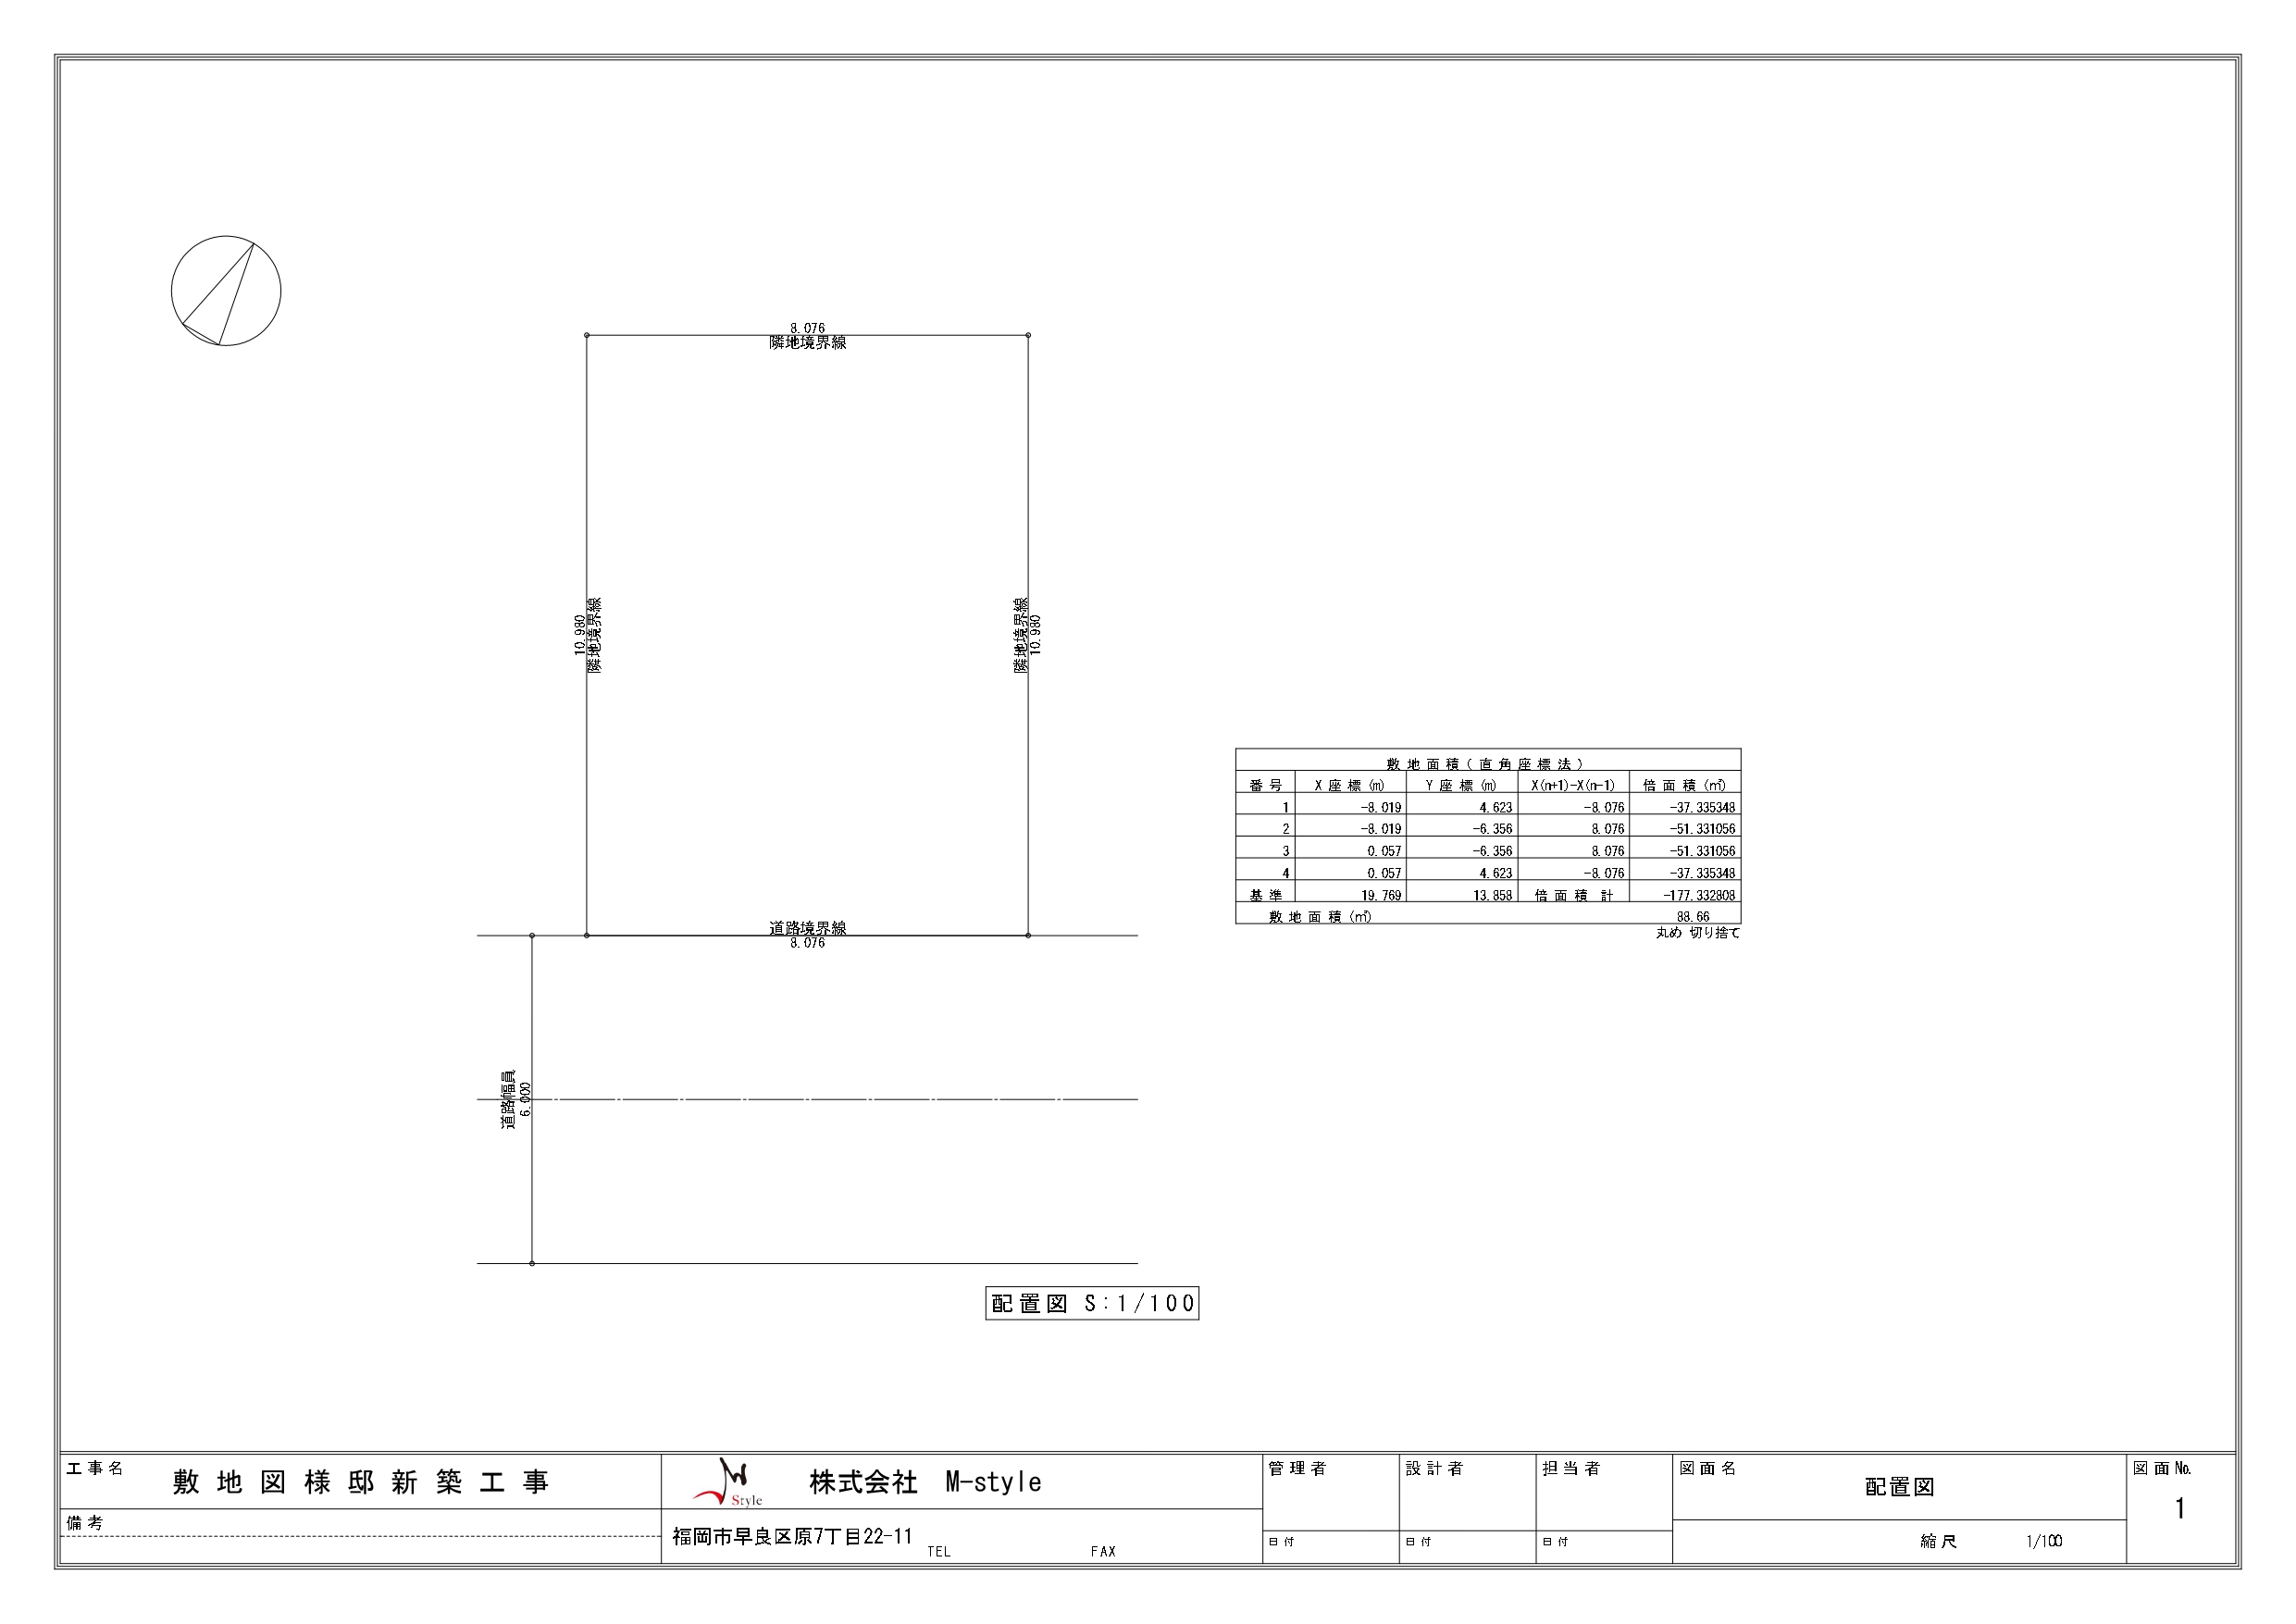 8.076
隣地境界線
10.980
隣地境界線
隣地境界線
10.980
道路境界線
8.076
道路幅員
6.000
敷地面積(直角座標法)
番号 X座標(m) Y座標(m) X(n+1)-X(n-1) 倍面積(㎡)
1 -8.019 4.623 -8.076 -37.335348
2 -8.019 -6.356 8.076 -51.331056
3 0.057 -6.356 8.076 -51.331056
4 0.057 4.623 -8.076 -37.335348
基準 19.769 13.858 倍面積 計 -177.332808
敷地面積(㎡) 88.66
丸め 切り捨て
配置図 S:1/100
工事名 敷地図様邸新築工事
備考
Style
株式会社 M-style
福岡市早良区原7丁目22-11 TEL FAX
管理者
日付
設計者
日付
担当者
日付
図面名
配置図
縮尺 1/100
図面No.
1